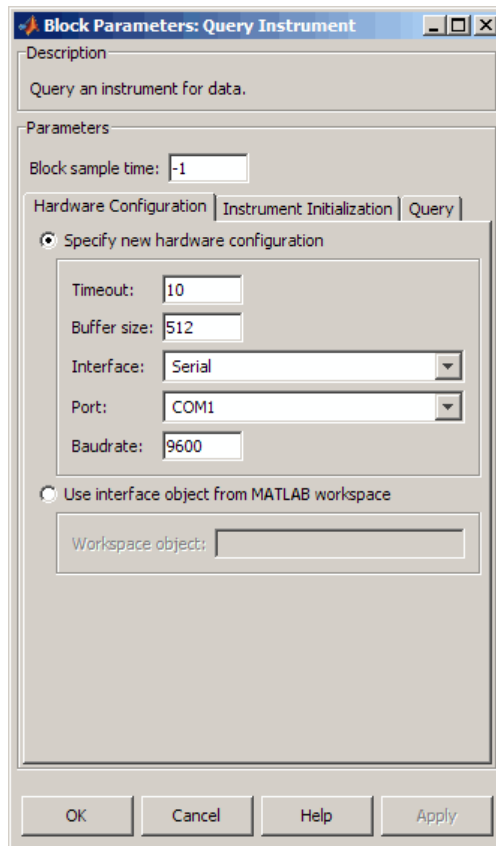 Block Parameters: Query Instrument
Description
Query an instrument for data.
Parameters
Block sample time: -1
Hardware Configuration Instrument Initialization Query
Specify new hardware configuration
Timeout: 10
Buffer size: 512
Interface: Serial
Port: COM1
Baudrate: 9600
Use interface object from MATLAB workspace
Workspace object:
OK Cancel Help Apply